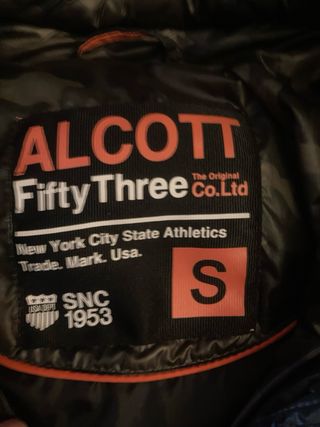 ALCOTT
Fifty Three The Original Co.Ltd
New York City State Athletics
Trade. Mark. Usa.
S
SNC
1953